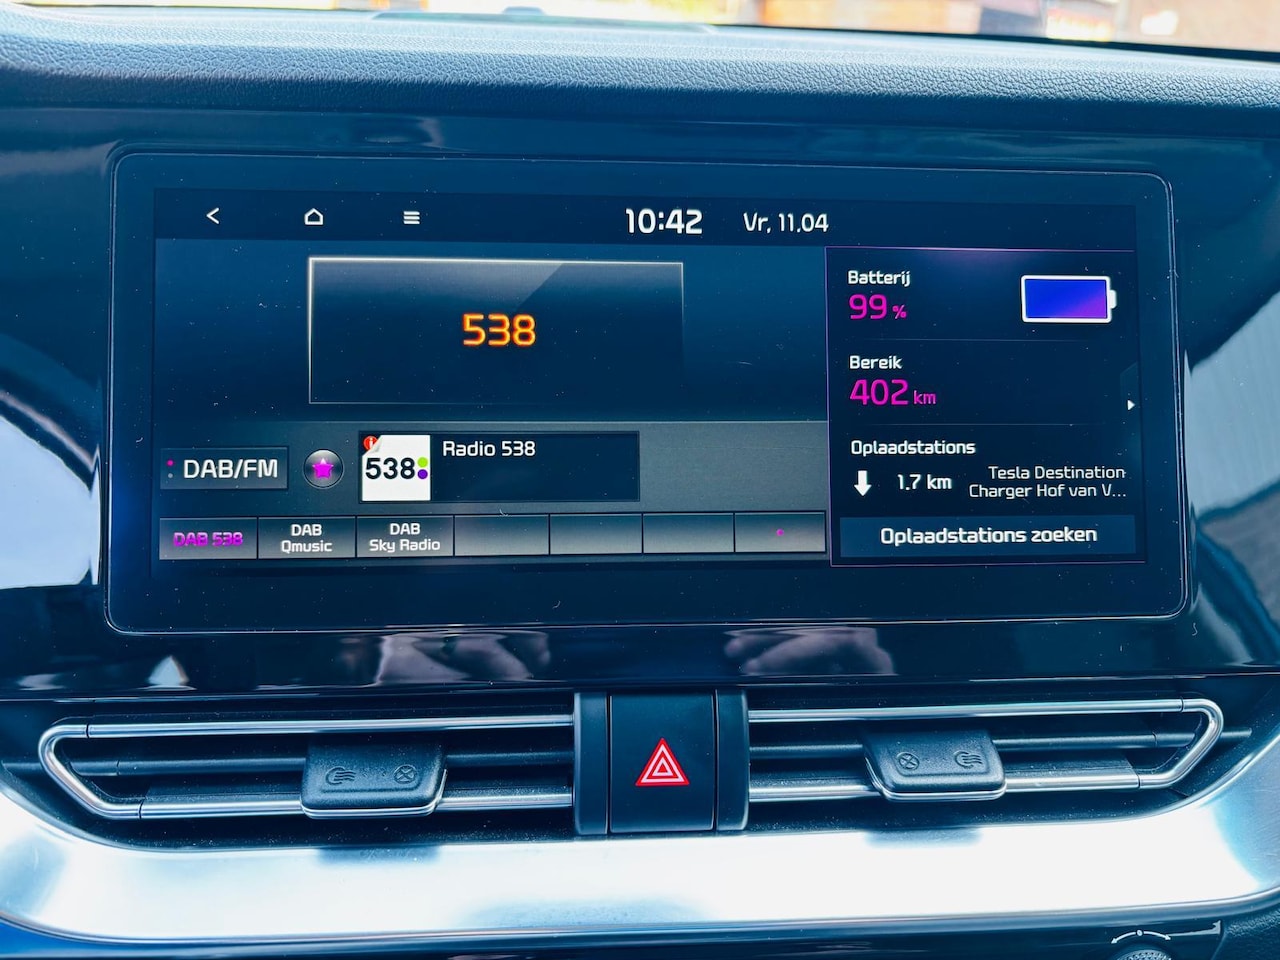 10:42 Vr, 11.04
538
DAB/FM
538
Radio 538
DAB 538
DAB
Qmusic
DAB
Sky Radio
Batterij
99 %
Bereik
402 km
Oplaadstations
1.7 km
Tesla Destination
Charger Hof van V...
Oplaadstations zoeken